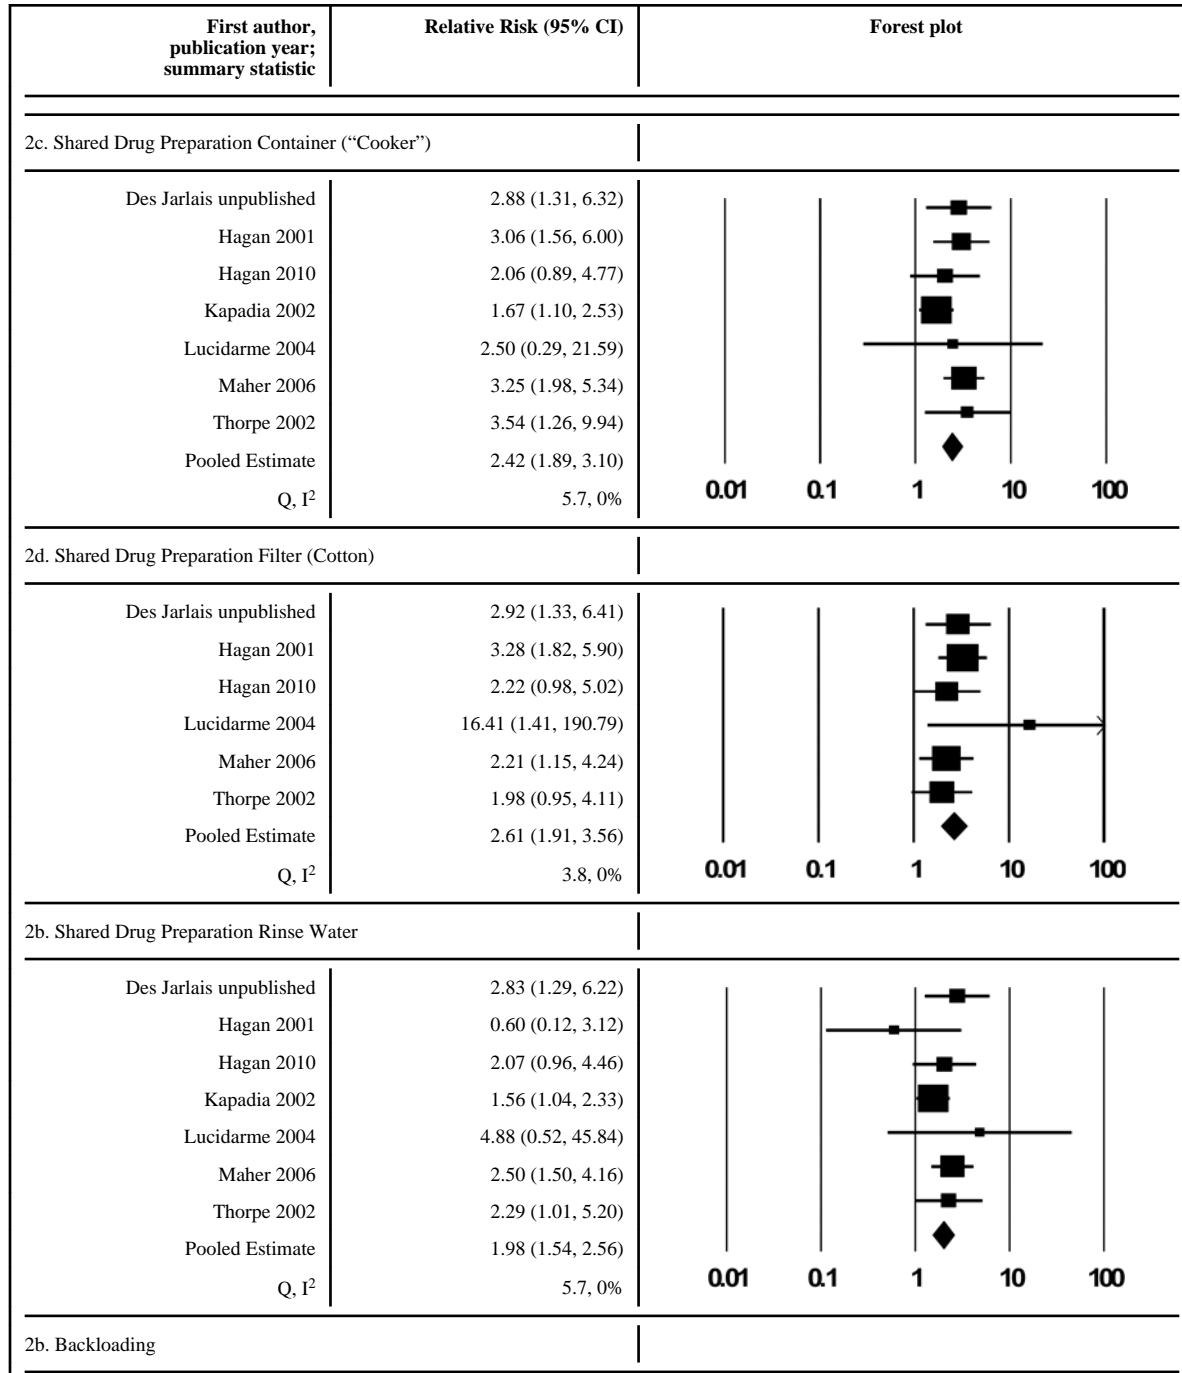 First author, publication year; summary statistic | Relative Risk (95% CI) | Forest plot
2c. Shared Drug Preparation Container (“Cooker”)
Des Jarlais unpublished 2.88 (1.31, 6.32)
Hagan 2001 3.06 (1.56, 6.00)
Hagan 2010 2.06 (0.89, 4.77)
Kapadia 2002 1.67 (1.10, 2.53)
Lucidarme 2004 2.50 (0.29, 21.59)
Maher 2006 3.25 (1.98, 5.34)
Thorpe 2002 3.54 (1.26, 9.94)
Pooled Estimate 2.42 (1.89, 3.10)
Q, I² 5.7, 0%
0.01 0.1 1 10 100
2d. Shared Drug Preparation Filter (Cotton)
Des Jarlais unpublished 2.92 (1.33, 6.41)
Hagan 2001 3.28 (1.82, 5.90)
Hagan 2010 2.22 (0.98, 5.02)
Lucidarme 2004 16.41 (1.41, 190.79)
Maher 2006 2.21 (1.15, 4.24)
Thorpe 2002 1.98 (0.95, 4.11)
Pooled Estimate 2.61 (1.91, 3.56)
Q, I² 3.8, 0%
0.01 0.1 1 10 100
2b. Shared Drug Preparation Rinse Water
Des Jarlais unpublished 2.83 (1.29, 6.22)
Hagan 2001 0.60 (0.12, 3.12)
Hagan 2010 2.07 (0.96, 4.46)
Kapadia 2002 1.56 (1.04, 2.33)
Lucidarme 2004 4.88 (0.52, 45.84)
Maher 2006 2.50 (1.50, 4.16)
Thorpe 2002 2.29 (1.01, 5.20)
Pooled Estimate 1.98 (1.54, 2.56)
Q, I² 5.7, 0%
0.01 0.1 1 10 100
2b. Backloading